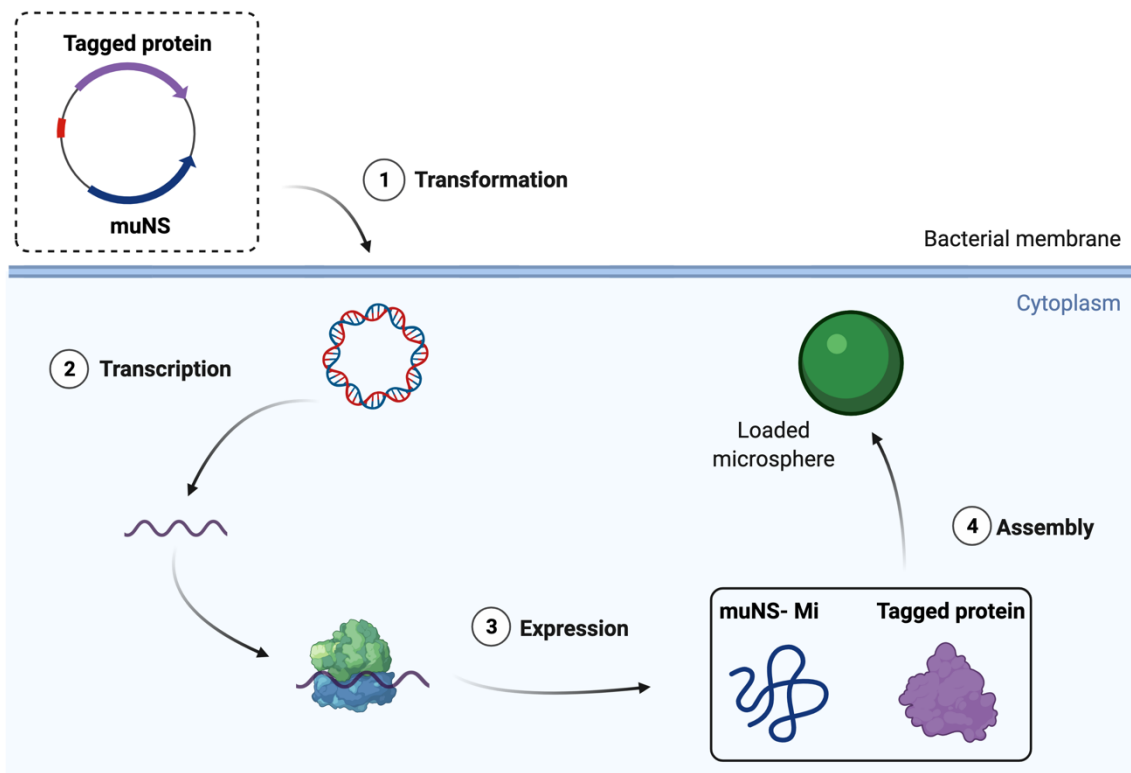 Tagged protein
muNS
1 Transformation
Bacterial membrane
Cytoplasm
2 Transcription
Loaded
microsphere
4 Assembly
3 Expression
muNS- Mi
Tagged protein